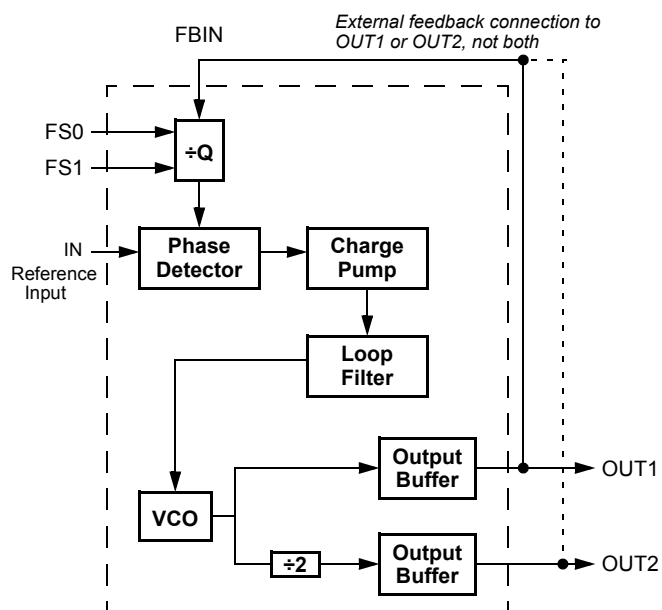 External feedback connection to
OUT1 or OUT2, not both
FBIN
FS0
÷Q
FS1
IN
Reference
Input
Phase
Detector
Charge
Pump
Loop
Filter
Output
Buffer
OUT1
VCO
÷2
Output
Buffer
OUT2